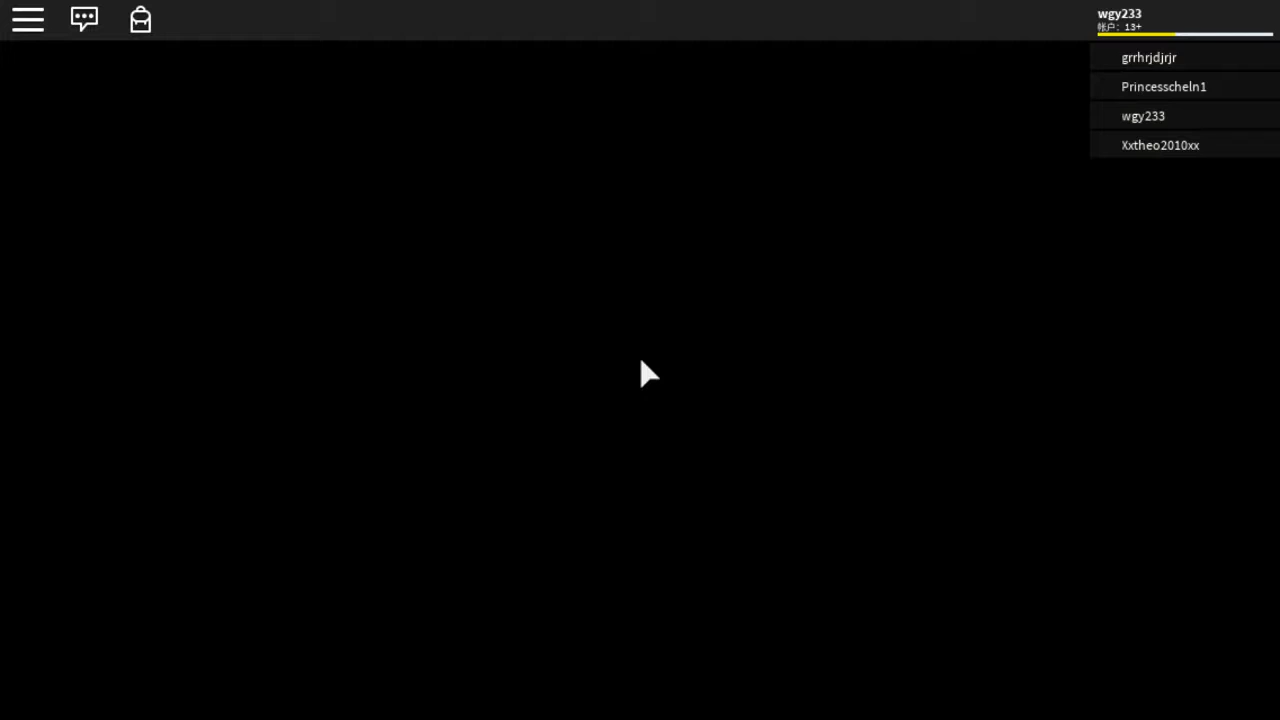 wgy233
帐户: 13+
grrhrjdjrjr
Princesscheln1
wgy233
Xxtheo2010xx